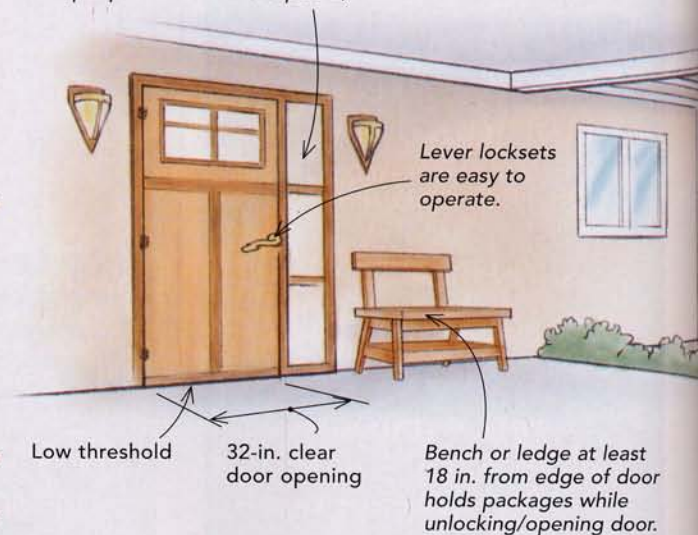 Lever locksets
are easy to
operate.
Low threshold
32-in. clear
door opening
Bench or ledge at least
18 in. from edge of door
holds packages while
unlocking/opening door.